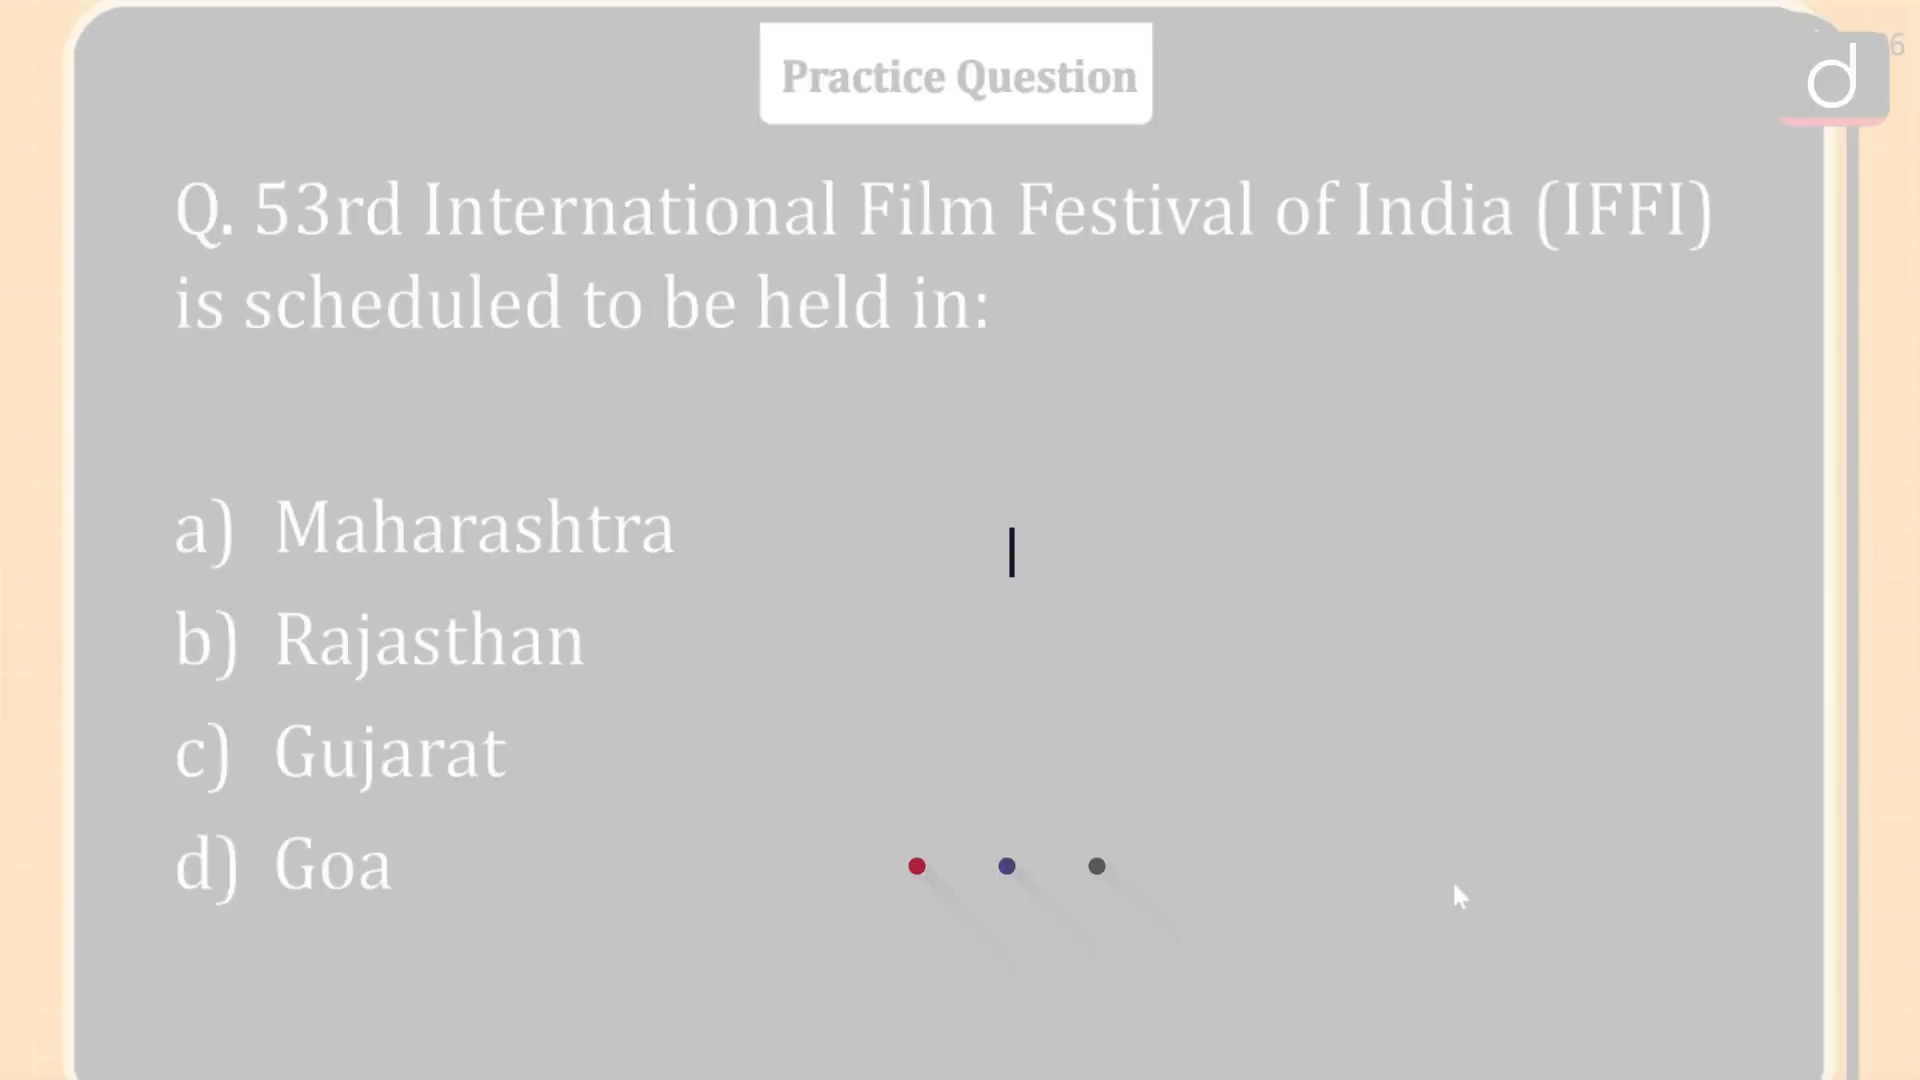 Practice Question
d
6
Q. 53rd International Film Festival of India (IFFI)
is scheduled to be held in:
a) Maharashtra
b) Rajasthan
c) Gujarat
d) Goa